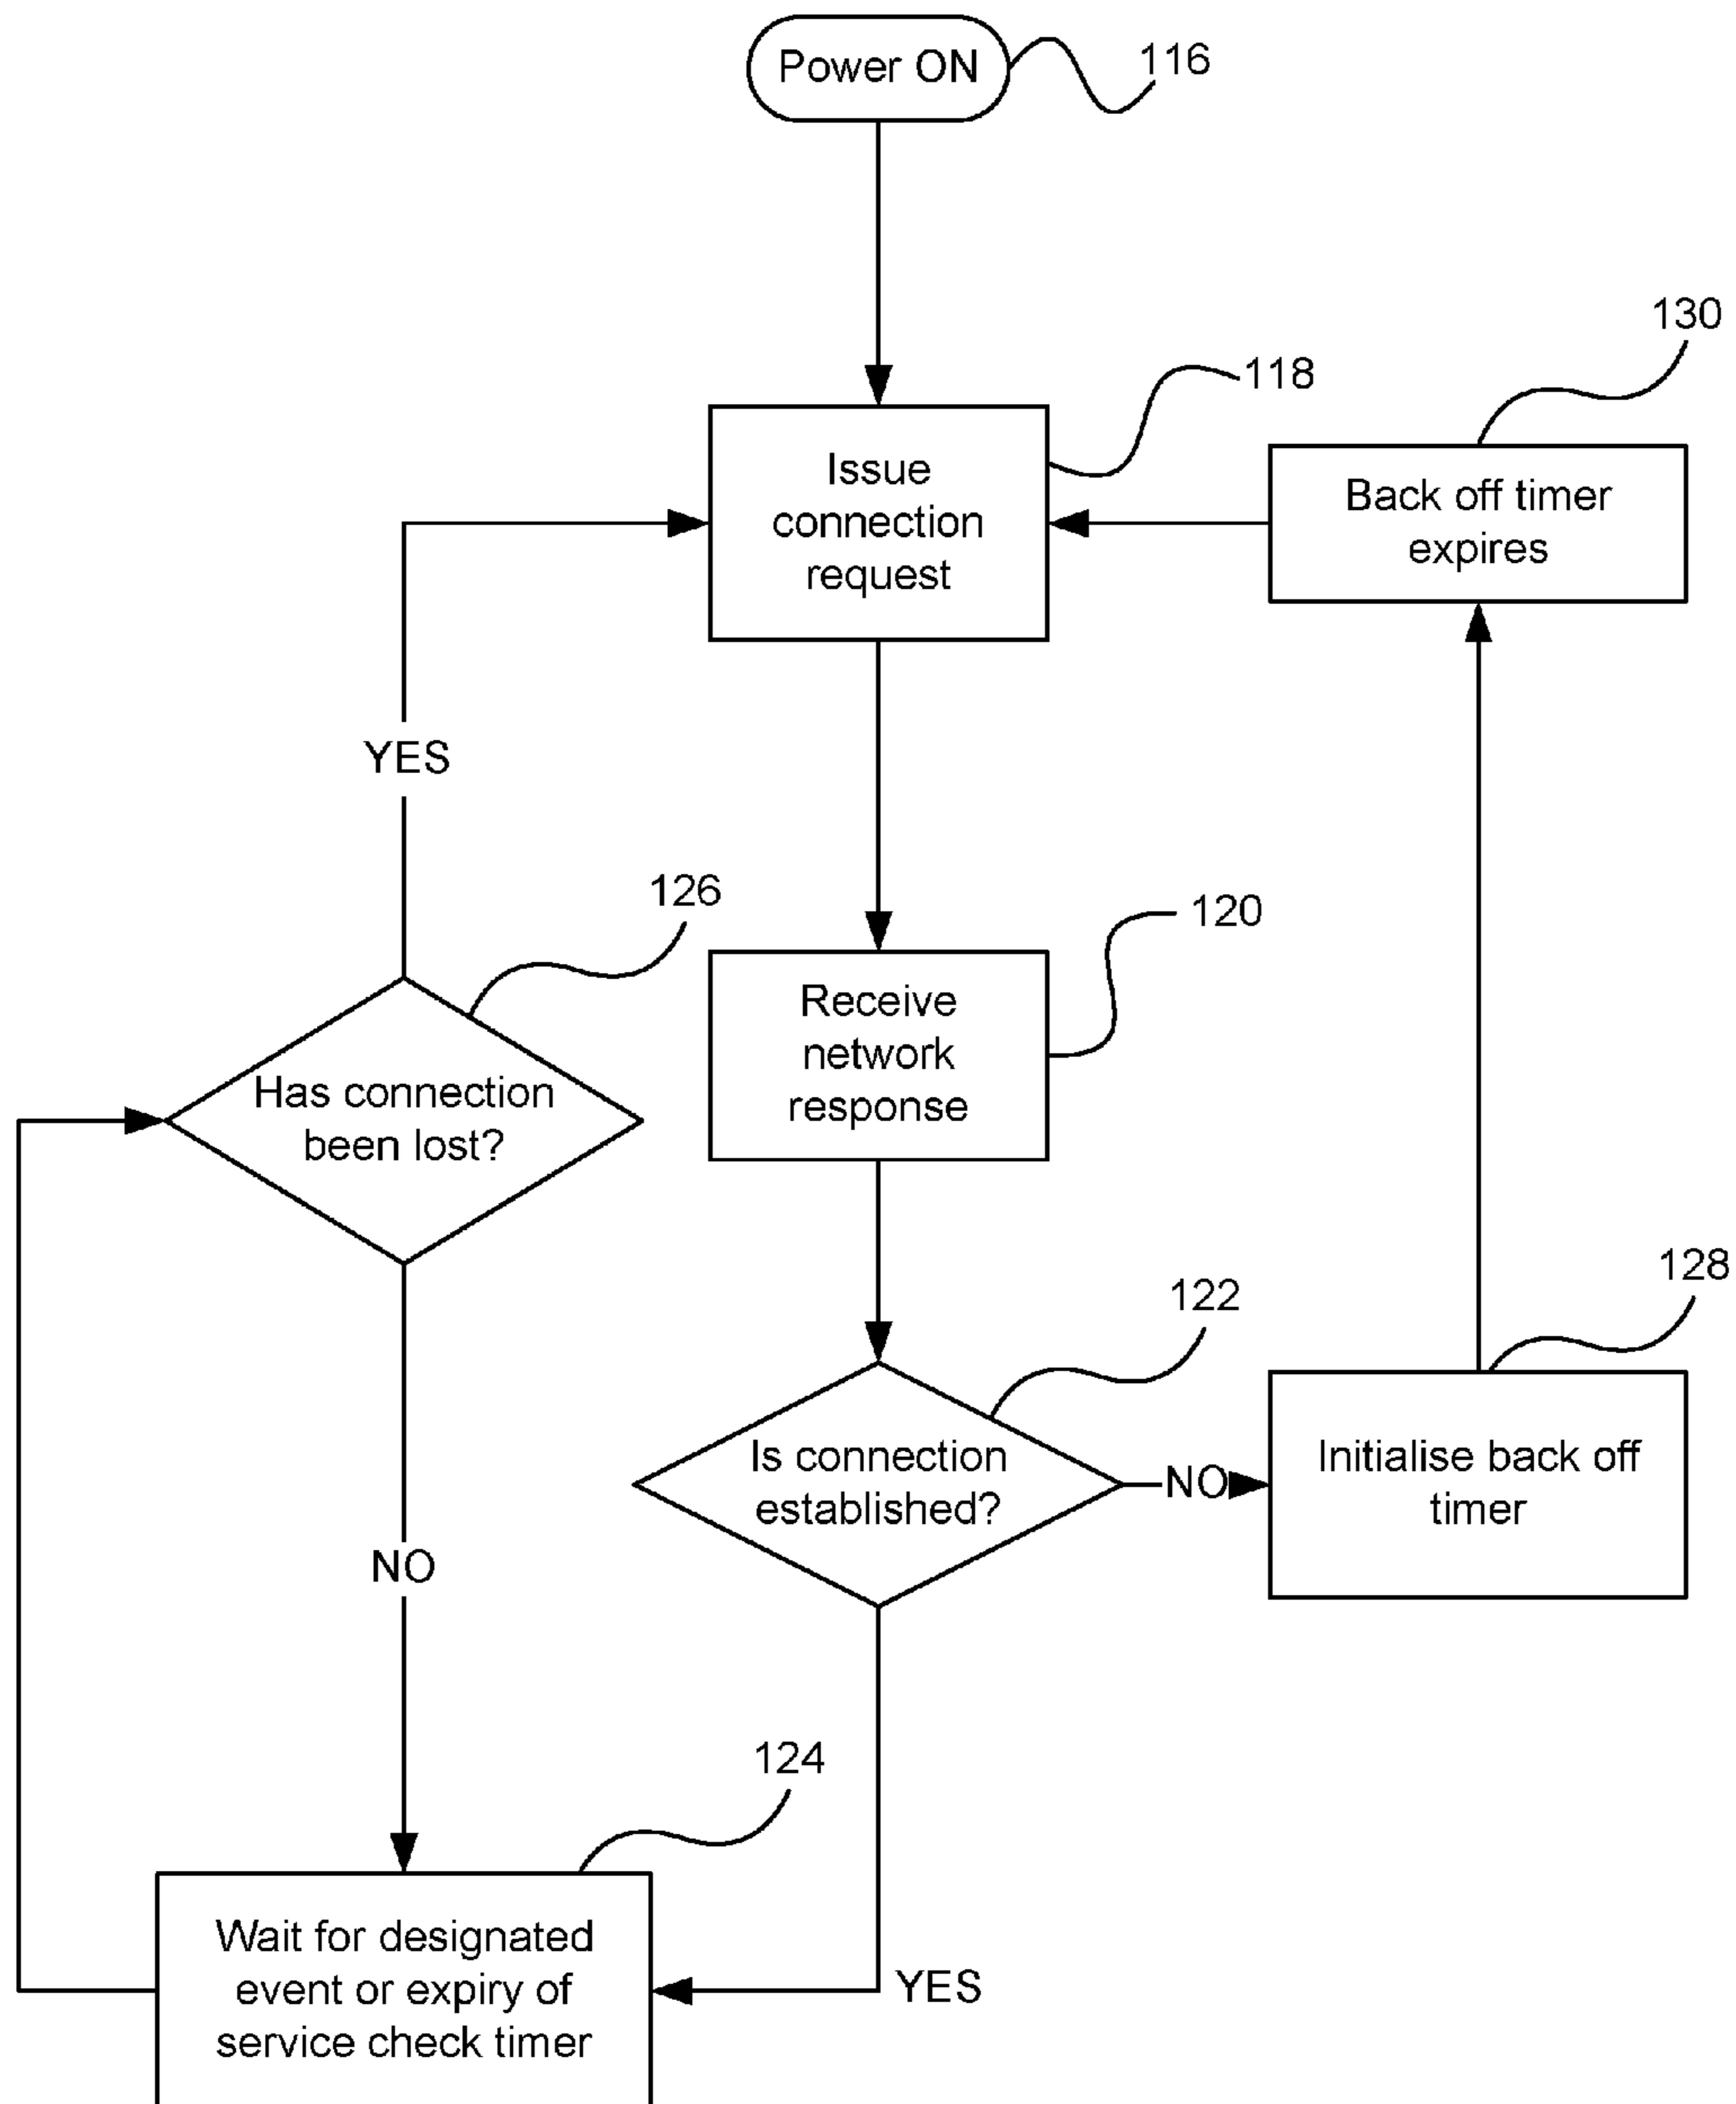 Power ON
116
130
118
Issue
connection
request
Back off timer
expires
YES
126
120
Receive
network
response
Has connection
been lost?
128
122
Is connection
established?
NO
Initialise back off
timer
NO
124
Wait for designated
event or expiry of
service check timer
YES